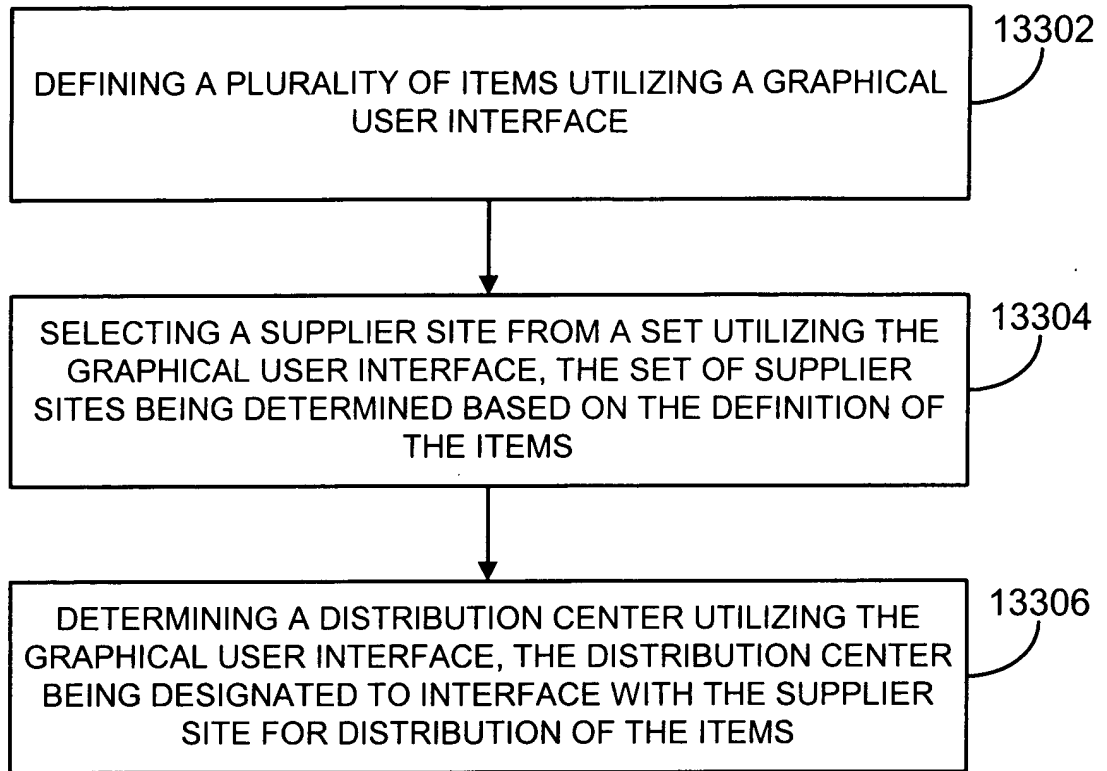 13302
DEFINING A PLURALITY OF ITEMS UTILIZING A GRAPHICAL
USER INTERFACE
13304
SELECTING A SUPPLIER SITE FROM A SET UTILIZING THE
GRAPHICAL USER INTERFACE, THE SET OF SUPPLIER
SITES BEING DETERMINED BASED ON THE DEFINITION OF
THE ITEMS
13306
DETERMINING A DISTRIBUTION CENTER UTILIZING THE
GRAPHICAL USER INTERFACE, THE DISTRIBUTION CENTER
BEING DESIGNATED TO INTERFACE WITH THE SUPPLIER
SITE FOR DISTRIBUTION OF THE ITEMS